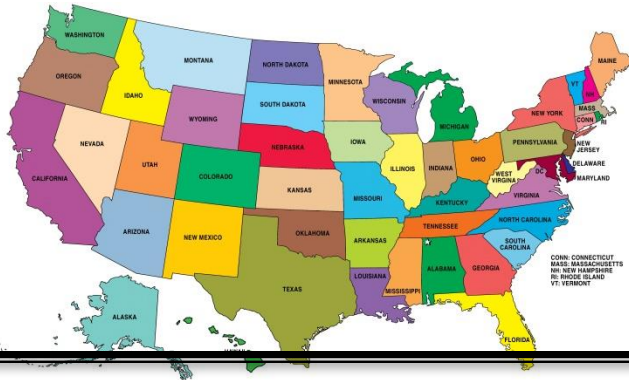 WASHINGTON
OREGON
IDAHO
MONTANA
NORTH DAKOTA
SOUTH DAKOTA
MINNESOTA
WISCONSIN
MICHIGAN
MAINE
VT
NH
MASS
CONN
RI
NEW YORK
PENNSYLVANIA
NEW
JERSEY
DELAWARE
MARYLAND
DC
WYOMING
NEBRASKA
IOWA
ILLINOIS
INDIANA
OHIO
WEST
VIRGINIA
VIRGINIA
NEVADA
UTAH
COLORADO
KANSAS
MISSOURI
KENTUCKY
CALIFORNIA
ARIZONA
NEW MEXICO
OKLAHOMA
ARKANSAS
TENNESSEE
NORTH CAROLINA
SOUTH
CAROLINA
TEXAS
LOUISIANA
MISSISSIPPI
ALABAMA
GEORGIA
FLORIDA
ALASKA
CONN: CONNECTICUT
MASS: MASSACHUSETTS
NH: NEW HAMPSHIRE
RI: RHODE ISLAND
VT: VERMONT